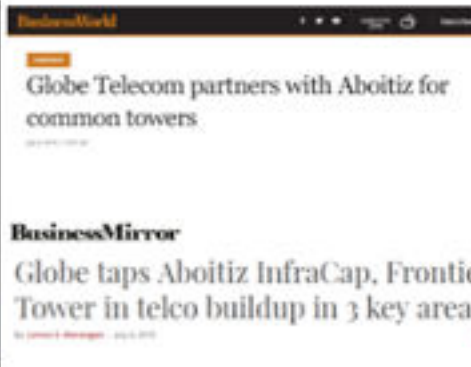 BusinessWorld
Globe Telecom partners with Aboitiz for
common towers
BusinessMirror
Globe taps Aboitiz InfraCap, Frontie
Tower in telco buildup in 3 key area